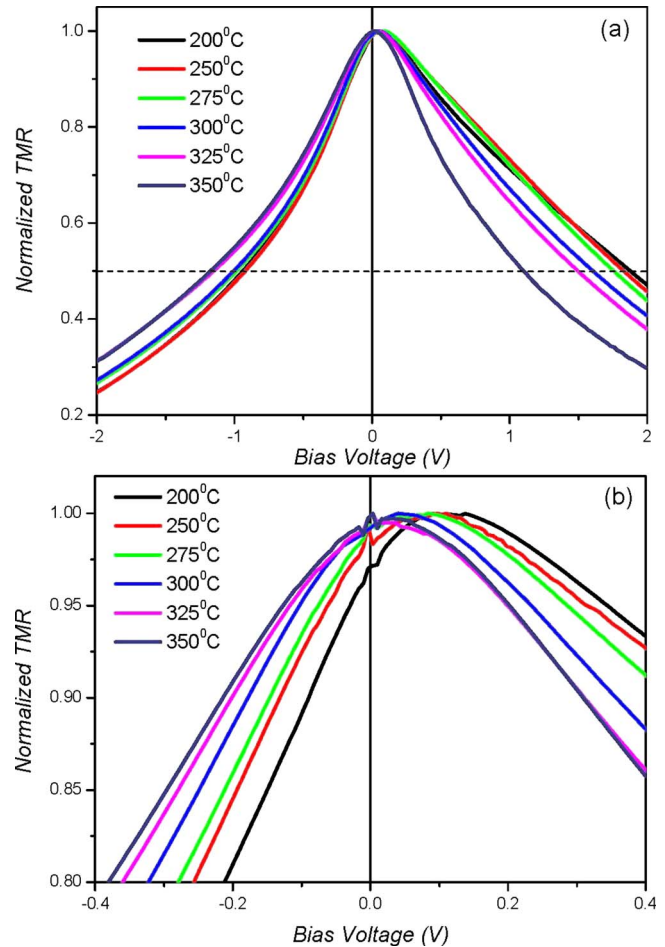 (a)
1.0
0.8
0.6
0.4
0.2
Normalized TMR
200⁰C
250⁰C
275⁰C
300⁰C
325⁰C
350⁰C
-2
-1
0
1
2
Bias Voltage (V)
(b)
1.00
0.95
0.90
0.85
0.80
Normalized TMR
200⁰C
250⁰C
275⁰C
300⁰C
325⁰C
350⁰C
-0.4
-0.2
0.0
0.2
0.4
Bias Voltage (V)